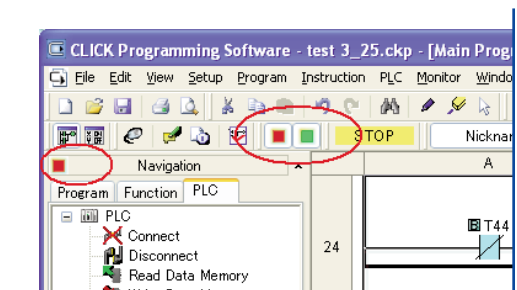 CLICK Programming Software - test 3_25.ckp - [Main Prog
File Edit View Setup Program Instruction PLC Monitor Windo
STOP Nicknar
Navigation A
Program Function PLC
PLC
Connect
T44
Disconnect
24
Read Data Memory